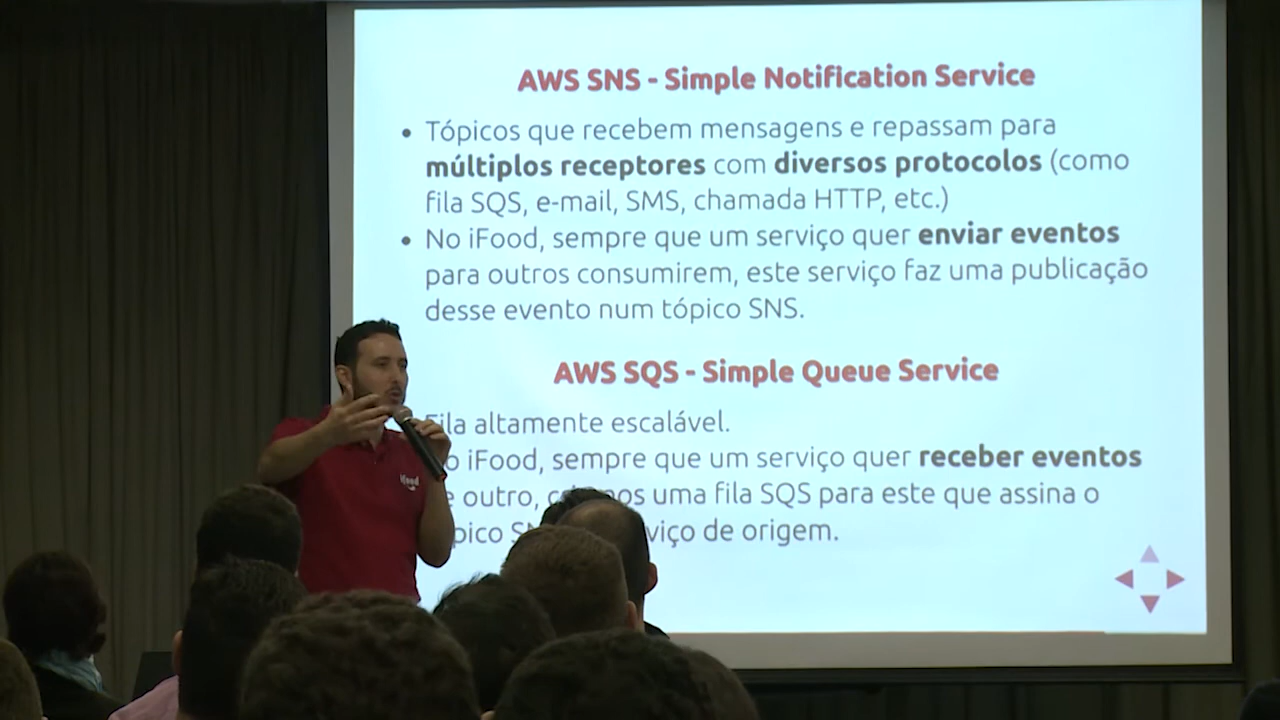 AWS SNS - Simple Notification Service
• Tópicos que recebem mensagens e repassam para
múltiplos receptores com diversos protocolos (como
fila SQS, e-mail, SMS, chamada HTTP, etc.)
• No iFood, sempre que um serviço quer enviar eventos
para outros consumirem, este serviço faz uma publicação
desse evento num tópico SNS.
AWS SQS - Simple Queue Service
Fila altamente escalável.
iFood, sempre que um serviço quer receber eventos
outro, uma fila SQS para este que assina o
de origem.
ifood